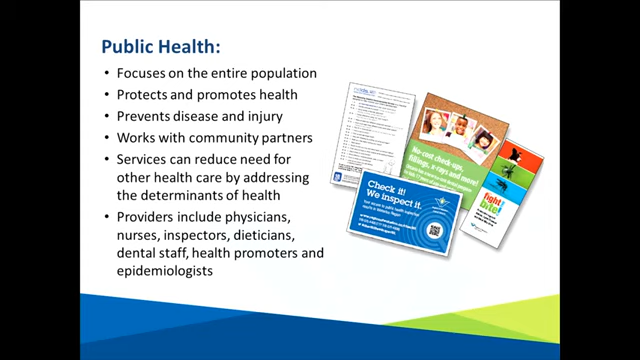 Public Health:
• Focuses on the entire population
• Protects and promotes health
• Prevents disease and injury
• Works with community partners
• Services can reduce need for
other health care by addressing
the determinants of health
• Providers include physicians,
nurses, inspectors, dieticians,
dental staff, health promoters and
epidemiologists
No-cost check-ups,
fillings, x-rays and more!
Check it!
We inspect it.
fight
Bite!